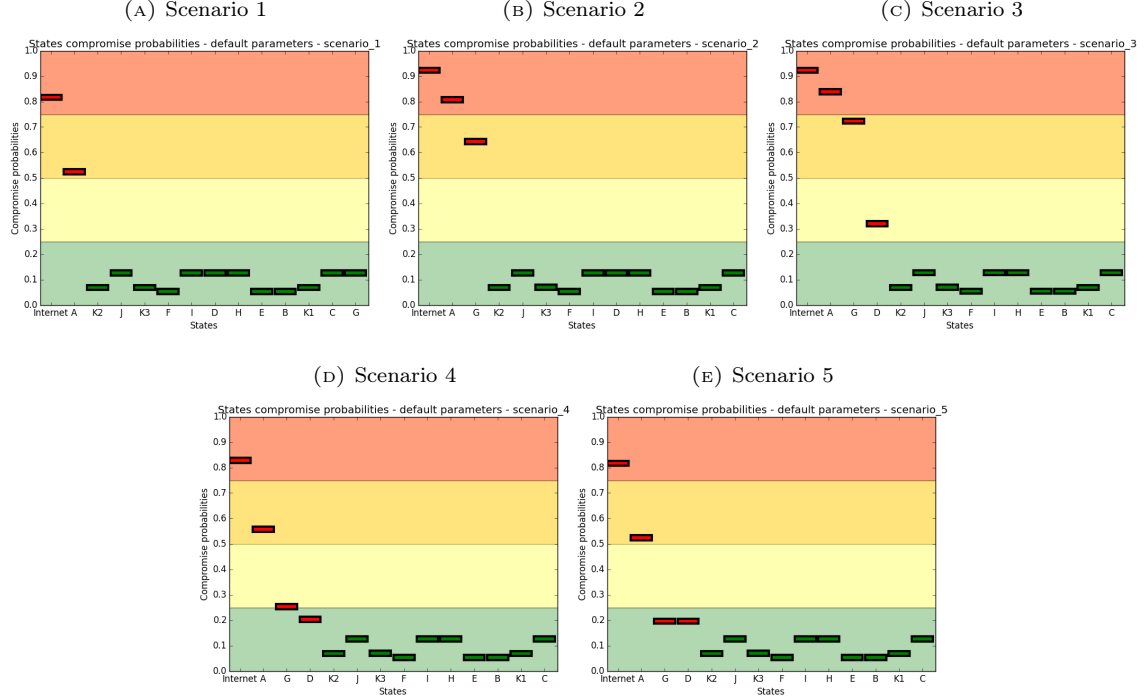 (A) Scenario 1
States compromise probabilities - default parameters - scenario_1
1.0
0.9
0.8
0.7
0.6
0.5
0.4
0.3
0.2
0.1
0.0
Compromise probabilities
Internet A K2 J K3 F I D H E B K1 C G
States
(B) Scenario 2
States compromise probabilities - default parameters - scenario_2
1.0
0.9
0.8
0.7
0.6
0.5
0.4
0.3
0.2
0.1
0.0
Compromise probabilities
Internet A G K2 J K3 F I D H E B K1 C
States
(C) Scenario 3
States compromise probabilities - default parameters - scenario_3
1.0
0.9
0.8
0.7
0.6
0.5
0.4
0.3
0.2
0.1
0.0
Compromise probabilities
Internet A G D K2 J K3 F I H E B K1 C
States
(D) Scenario 4
States compromise probabilities - default parameters - scenario_4
1.0
0.9
0.8
0.7
0.6
0.5
0.4
0.3
0.2
0.1
0.0
Compromise probabilities
Internet A G D K2 J K3 F I H E B K1 C
States
(E) Scenario 5
States compromise probabilities - default parameters - scenario_5
1.0
0.9
0.8
0.7
0.6
0.5
0.4
0.3
0.2
0.1
0.0
Compromise probabilities
Internet A G D K2 J K3 F I H E B K1 C
States